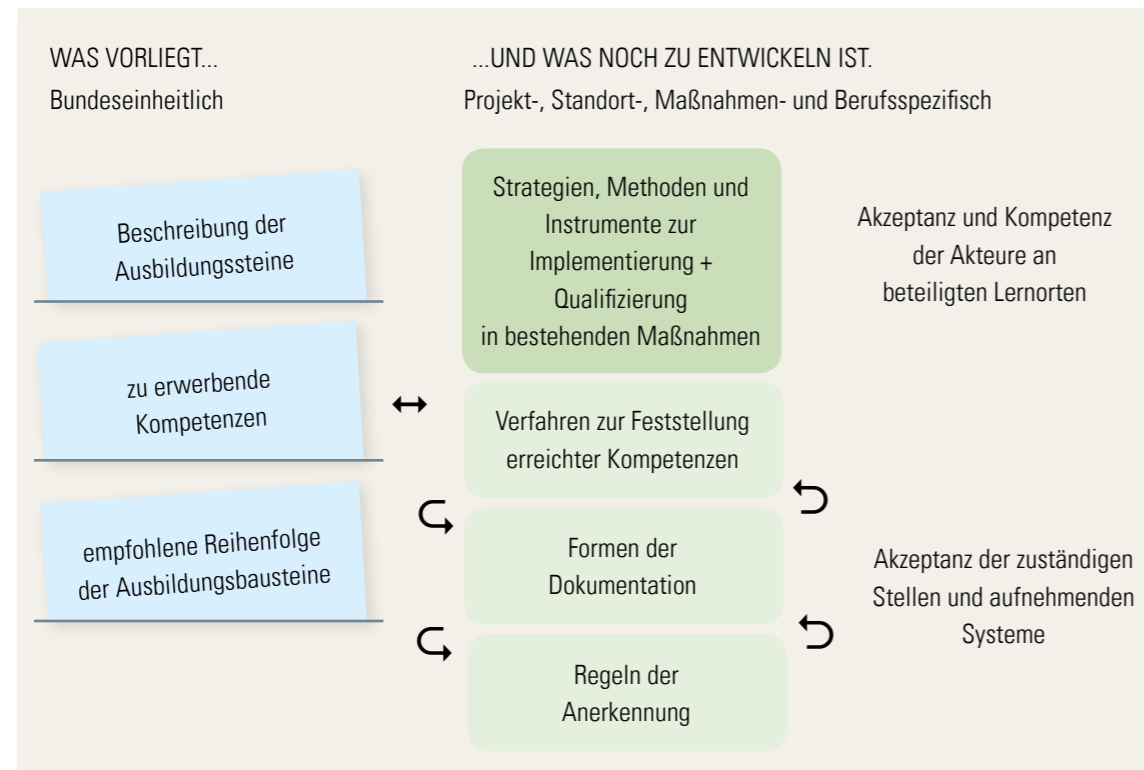 WAS VORLIEGT...
Bundeseinheitlich
...UND WAS NOCH ZU ENTWICKELN IST.
Projekt-, Standort-, Maßnahmen- und Berufsspezifisch
Beschreibung der
Ausbildungssteine
zu erwerbende
Kompetenzen
empfohlene Reihenfolge
der Ausbildungsbausteine
Strategien, Methoden und
Instrumente zur
Implementierung +
Qualifizierung
in bestehenden Maßnahmen
Verfahren zur Feststellung
erreichter Kompetenzen
Formen der
Dokumentation
Regeln der
Anerkennung
Akzeptanz und Kompetenz
der Akteure an
beteiligten Lernorten
Akzeptanz der zuständigen
Stellen und aufnehmenden
Systeme